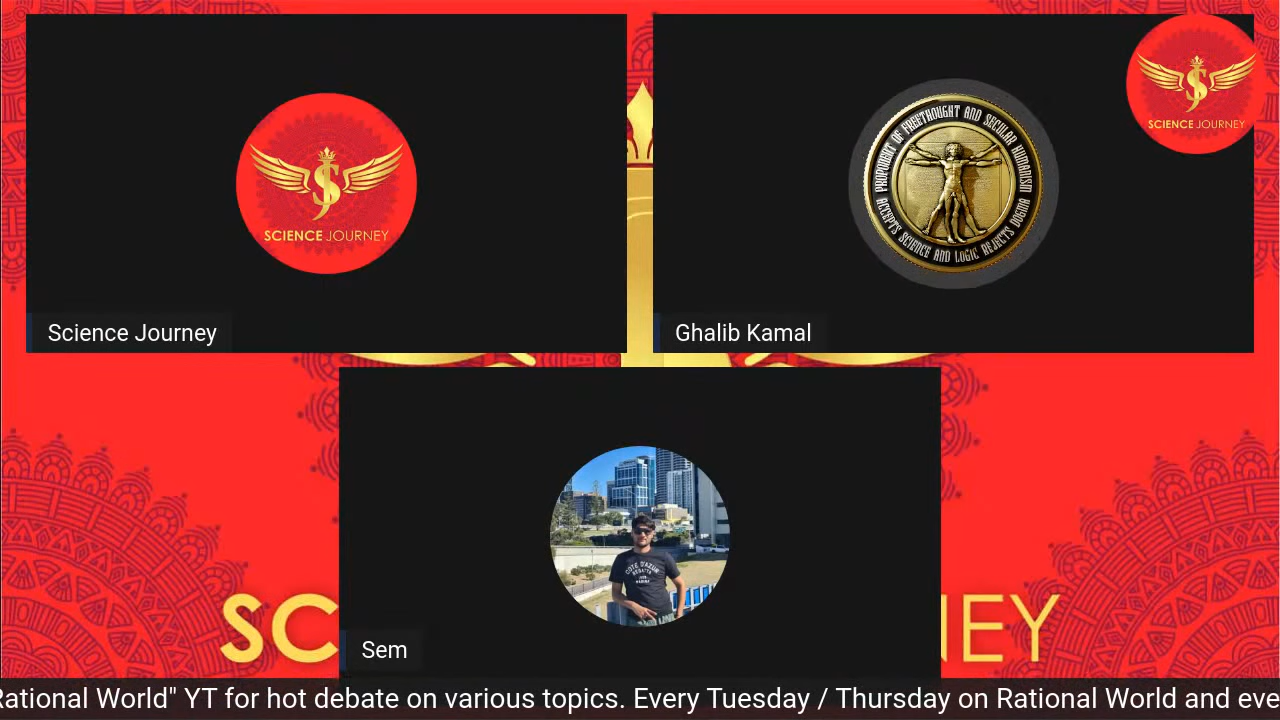 SCIENCE JOURNEY
Science Journey
PROPONENT OF FREETHOUGHT AND SECULAR HUMANISM
ACCEPTS SCIENCE AND LOGIC REJECTS DOGMA
Ghalib Kamal
SCIENCE JOURNEY
COTE D'AZUR
Sem
SC
NEY
Rational World" YT for hot debate on various topics. Every Tuesday / Thursday on Rational World and eve